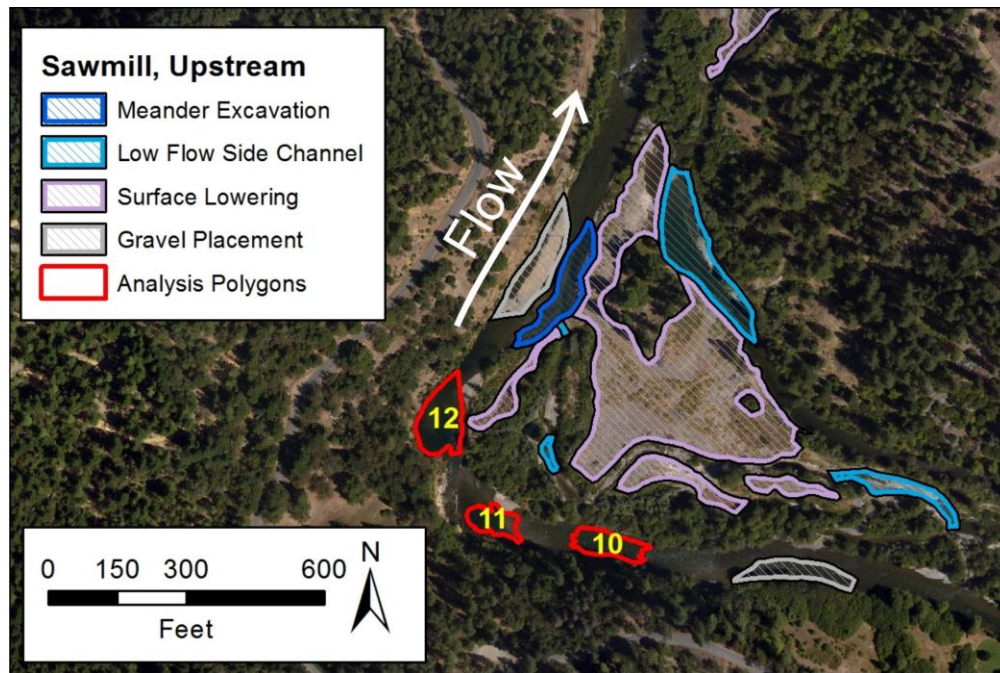 Sawmill, Upstream
Meander Excavation
Low Flow Side Channel
Surface Lowering
Gravel Placement
Analysis Polygons
Flow
12
11
10
0 150 300 600
Feet
N